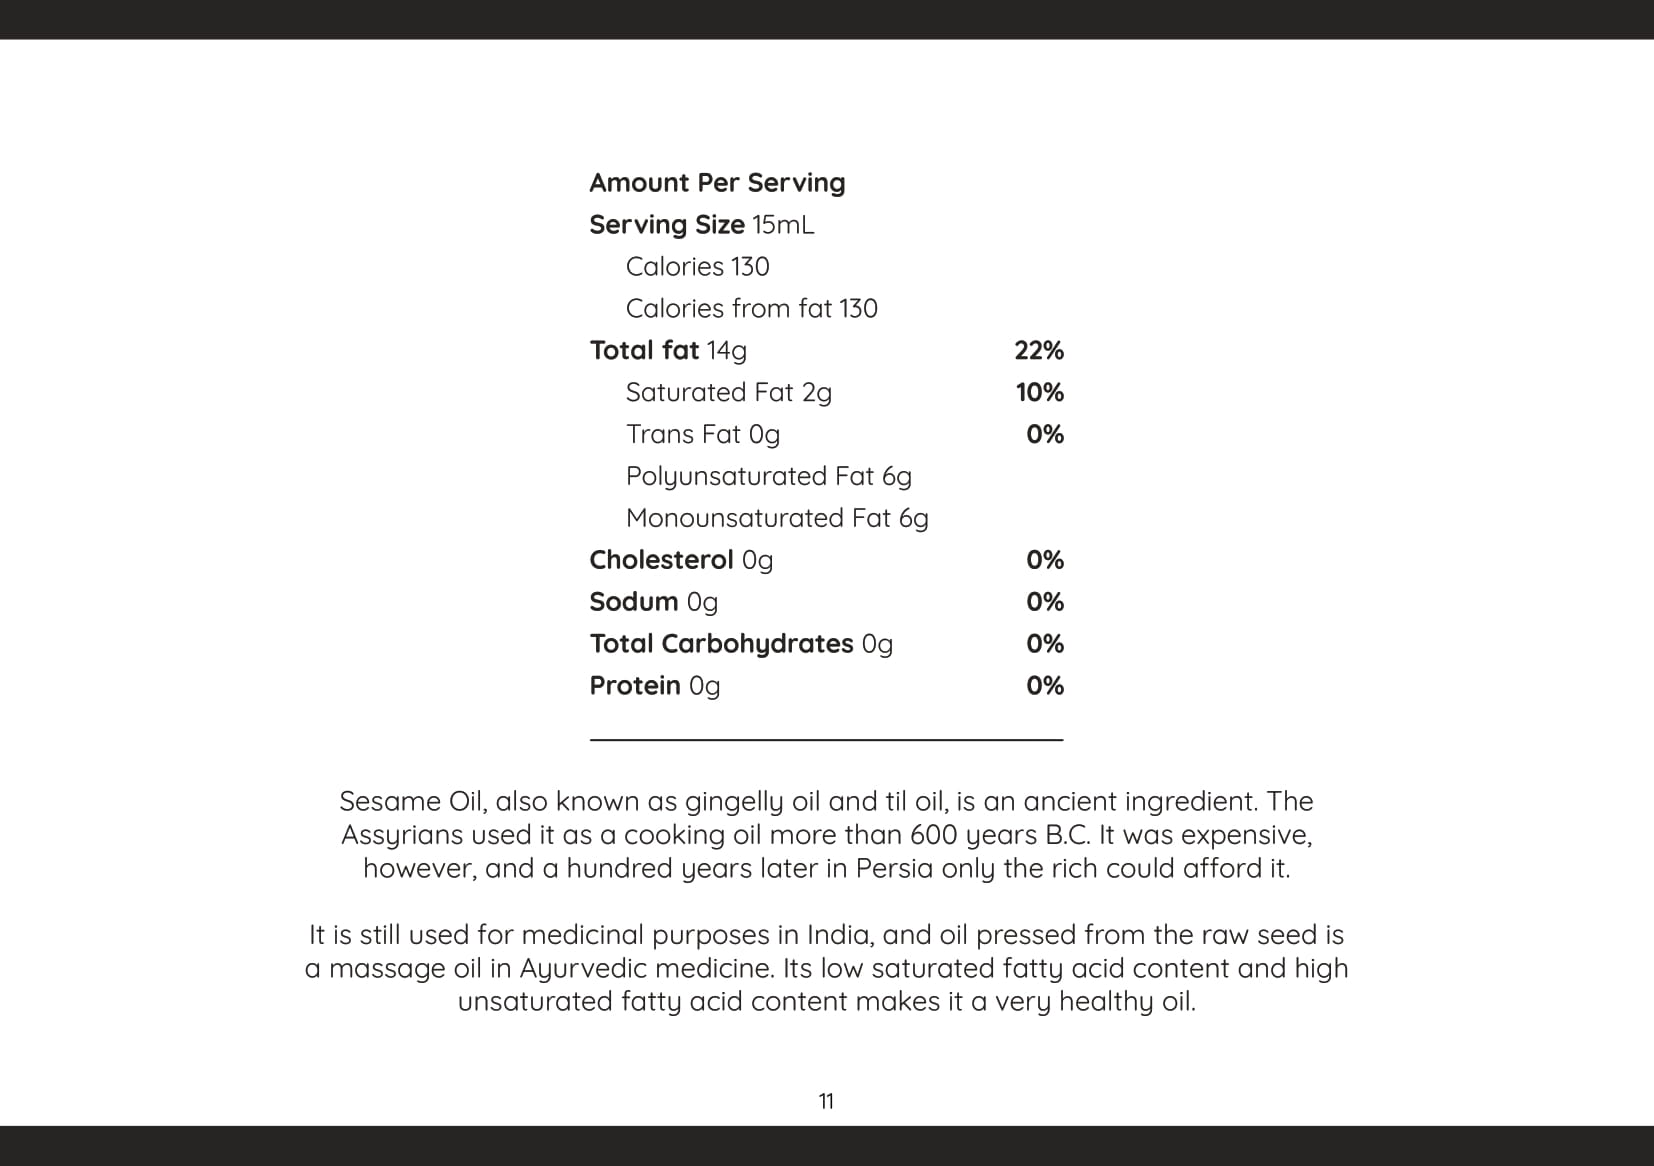 Amount Per Serving
Serving Size 15mL
Calories 130
Calories from fat 130
Total fat 14g 22%
Saturated Fat 2g 10%
Trans Fat 0g 0%
Polyunsaturated Fat 6g
Monounsaturated Fat 6g
Cholesterol 0g 0%
Sodum 0g 0%
Total Carbohydrates 0g 0%
Protein 0g 0%
Sesame Oil, also known as gingelly oil and til oil, is an ancient ingredient. The
Assyrians used it as a cooking oil more than 600 years B.C. It was expensive,
however, and a hundred years later in Persia only the rich could afford it.
It is still used for medicinal purposes in India, and oil pressed from the raw seed is
a massage oil in Ayurvedic medicine. Its low saturated fatty acid content and high
unsaturated fatty acid content makes it a very healthy oil.
11